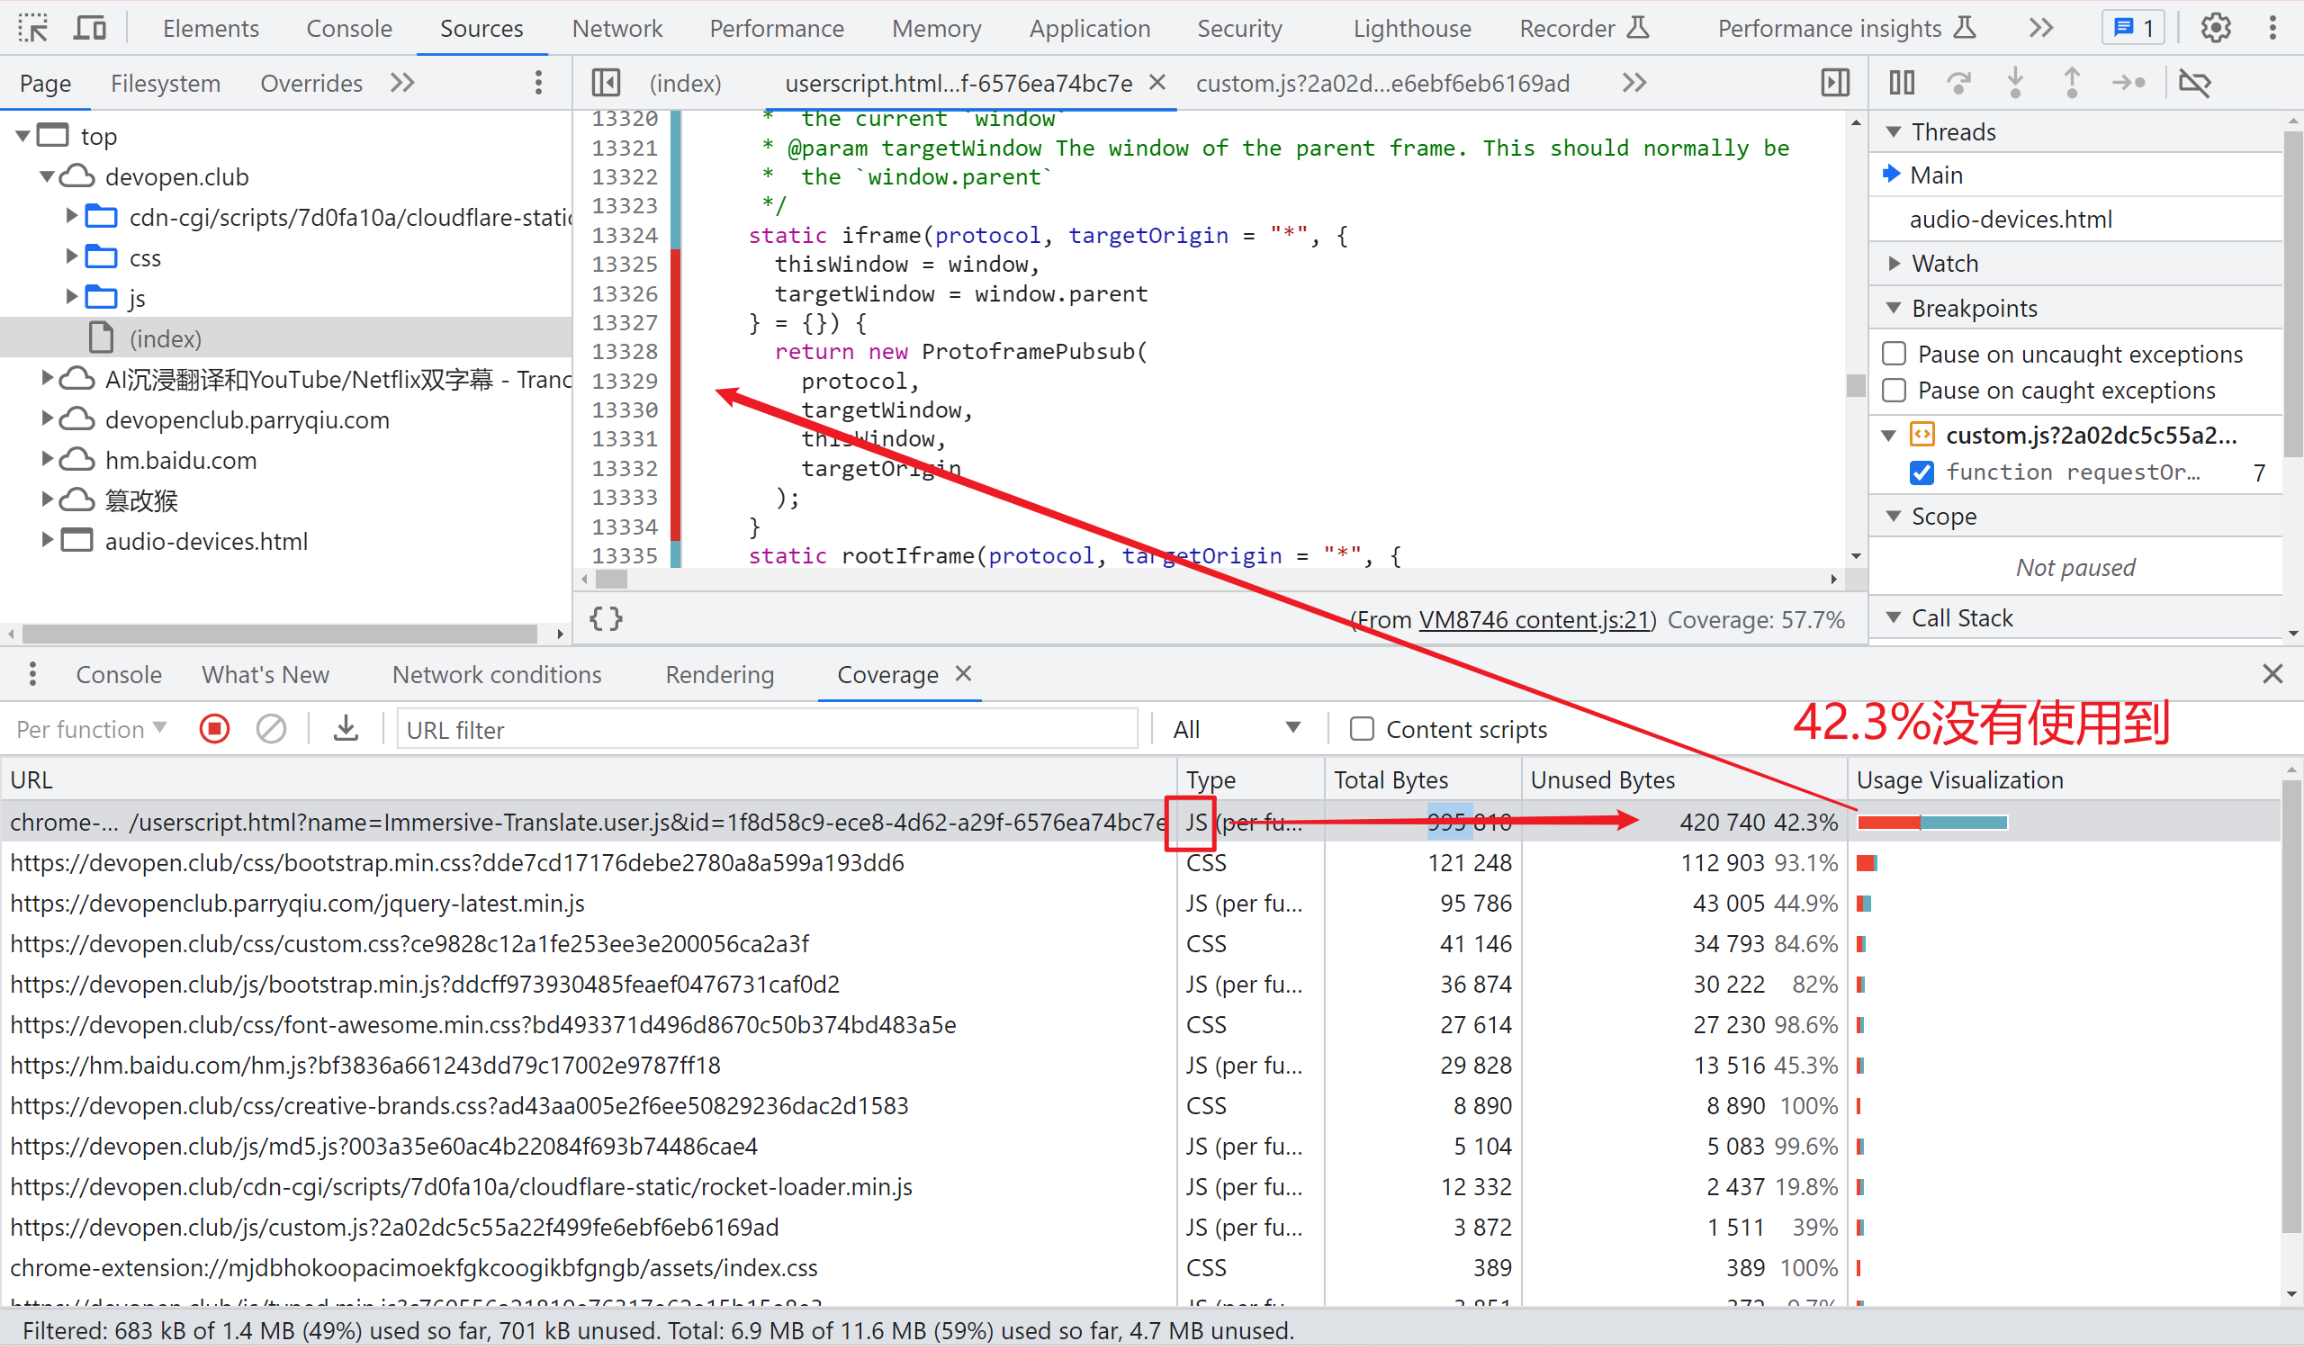 Elements Console Sources Network Performance Memory Application Security Lighthouse Recorder Performance insights 1
Page Filesystem Overrides
(index) userscript.html...f-6576ea74bc7e custom.js?2a02d...e6ebf6eb6169ad
top
devopen.club
cdn-cgi/scripts/7d0fa10a/cloudflare-static
css
js
(index)
AI沉浸翻译和YouTube/Netflix双字幕 - Tranc
devopenclub.parryqiu.com
hm.baidu.com
篡改猴
audio-devices.html
13320 * the current `window`
13321 * @param targetWindow The window of the parent frame. This should normally be
13322 * the `window.parent`
13323 */
13324 static iframe(protocol, targetOrigin = "*", {
13325 thisWindow = window,
13326 targetWindow = window.parent
13327 } = {}) {
13328 return new ProtoframePubsub(
13329 protocol,
13330 targetWindow,
13331 thisWindow,
13332 targetOrigin
13333 );
13334 }
13335 static rootIframe(protocol, targetOrigin = "*", {
{} (From VM8746 content.js:21) Coverage: 57.7%
Threads
Main
audio-devices.html
Watch
Breakpoints
Pause on uncaught exceptions
Pause on caught exceptions
custom.js?2a02dc5c55a2...
function requestOr... 7
Scope
Not paused
Call Stack
Console What's New Network conditions Rendering Coverage
Per function URL filter All Content scripts
42.3%没有使用到
URL Type Total Bytes Unused Bytes Usage Visualization
chrome-... /userscript.html?name=Immersive-Translate.user.js&id=1f8d58c9-ece8-4d62-a29f-6576ea74bc7e JS (per fu... 995 810 420 740 42.3%
https://devopen.club/css/bootstrap.min.css?dde7cd17176debe2780a8a599a193dd6 CSS 121 248 112 903 93.1%
https://devopenclub.parryqiu.com/jquery-latest.min.js JS (per fu... 95 786 43 005 44.9%
https://devopen.club/css/custom.css?ce9828c12a1fe253ee3e200056ca2a3f CSS 41 146 34 793 84.6%
https://devopen.club/js/bootstrap.min.js?ddcff973930485feaef0476731caf0d2 JS (per fu... 36 874 30 222 82%
https://devopen.club/css/font-awesome.min.css?bd493371d496d8670c50b374bd483a5e CSS 27 614 27 230 98.6%
https://hm.baidu.com/hm.js?bf3836a661243dd79c17002e9787ff18 JS (per fu... 29 828 13 516 45.3%
https://devopen.club/css/creative-brands.css?ad43aa005e2f6ee50829236dac2d1583 CSS 8 890 8 890 100%
https://devopen.club/js/md5.js?003a35e60ac4b22084f693b74486cae4 JS (per fu... 5 104 5 083 99.6%
https://devopen.club/cdn-cgi/scripts/7d0fa10a/cloudflare-static/rocket-loader.min.js JS (per fu... 12 332 2 437 19.8%
https://devopen.club/js/custom.js?2a02dc5c55a22f499fe6ebf6eb6169ad JS (per fu... 3 872 1 511 39%
chrome-extension://mjdbhokoopacimoekfgkcoogikbfgngb/assets/index.css CSS 389 389 100%
Filtered: 683 kB of 1.4 MB (49%) used so far, 701 kB unused. Total: 6.9 MB of 11.6 MB (59%) used so far, 4.7 MB unused.